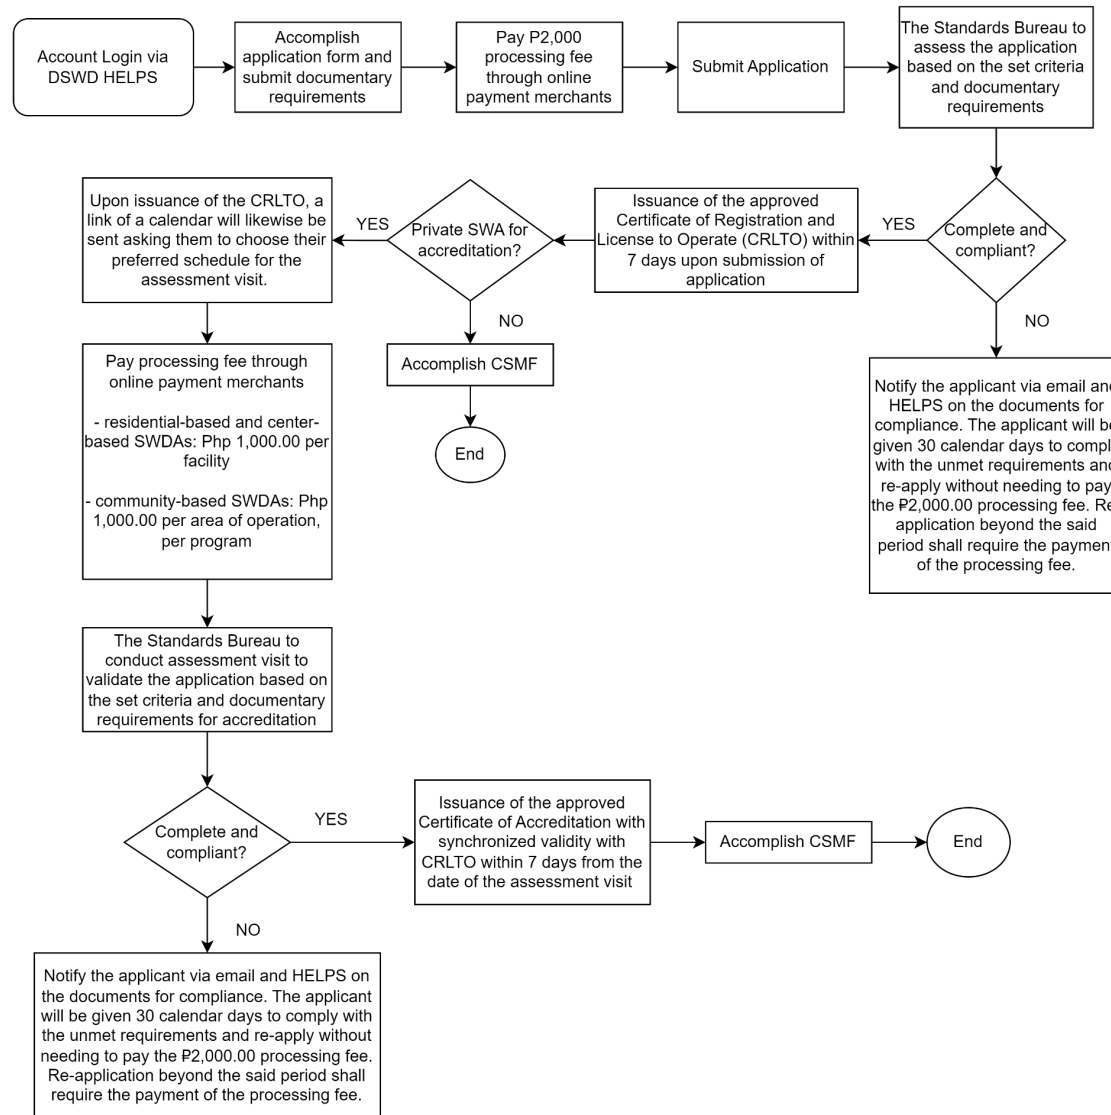 Account Login via
DSWD HELPS
Accomplish
application form and
submit documentary
requirements
Pay P2,000
processing fee
through online
payment merchants
Submit Application
The Standards Bureau to
assess the application
based on the set criteria
and documentary
requirements
Complete and
compliant?
YES
NO
Issuance of the approved
Certificate of Registration and
License to Operate (CRLTO) within
7 days upon submission of
application
Private SWA for
accreditation?
YES
NO
Upon issuance of the CRLTO, a
link of a calendar will likewise be
sent asking them to choose their
preferred schedule for the
assessment visit.
Accomplish CSMF
End
Notify the applicant via email and
HELPS on the documents for
compliance. The applicant will be
given 30 calendar days to comply
with the unmet requirements and
re-apply without needing to pay
the ₽2,000.00 processing fee. Re-
application beyond the said
period shall require the payment
of the processing fee.
Pay processing fee through
online payment merchants
- residential-based and center-
based SWDAs: Php 1,000.00 per
facility
- community-based SWDAs: Php
1,000.00 per area of operation,
per program
The Standards Bureau to
conduct assessment visit to
validate the application based on
the set criteria and documentary
requirements for accreditation
Complete and
compliant?
YES
NO
Issuance of the approved
Certificate of Accreditation with
synchronized validity with
CRLTO within 7 days from the
date of the assessment visit
Accomplish CSMF
End
Notify the applicant via email and HELPS on
the documents for compliance. The applicant
will be given 30 calendar days to comply with
the unmet requirements and re-apply without
needing to pay the ₽2,000.00 processing fee.
Re-application beyond the said period shall
require the payment of the processing fee.